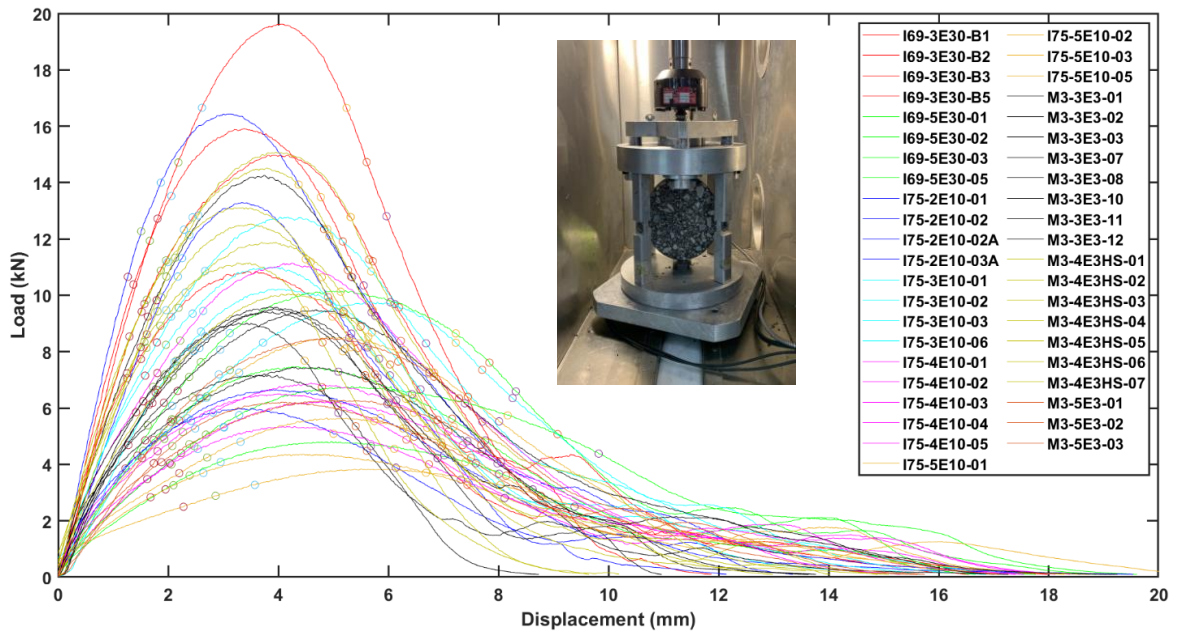 20
18
16
14
12
10
8
6
4
2
0
Load (kN)
0 2 4 6 8 10 12 14 16 18 20
Displacement (mm)
I69-3E30-B1
I69-3E30-B2
I69-3E30-B3
I69-3E30-B5
I69-5E30-01
I69-5E30-02
I69-5E30-03
I69-5E30-05
I75-2E10-01
I75-2E10-02
I75-2E10-02A
I75-2E10-03A
I75-3E10-01
I75-3E10-02
I75-3E10-03
I75-3E10-06
I75-4E10-01
I75-4E10-02
I75-4E10-03
I75-4E10-04
I75-4E10-05
I75-5E10-01
I75-5E10-02
I75-5E10-03
I75-5E10-05
M3-3E3-01
M3-3E3-02
M3-3E3-03
M3-3E3-07
M3-3E3-08
M3-3E3-10
M3-3E3-11
M3-3E3-12
M3-4E3HS-01
M3-4E3HS-02
M3-4E3HS-03
M3-4E3HS-04
M3-4E3HS-05
M3-4E3HS-06
M3-4E3HS-07
M3-5E3-01
M3-5E3-02
M3-5E3-03